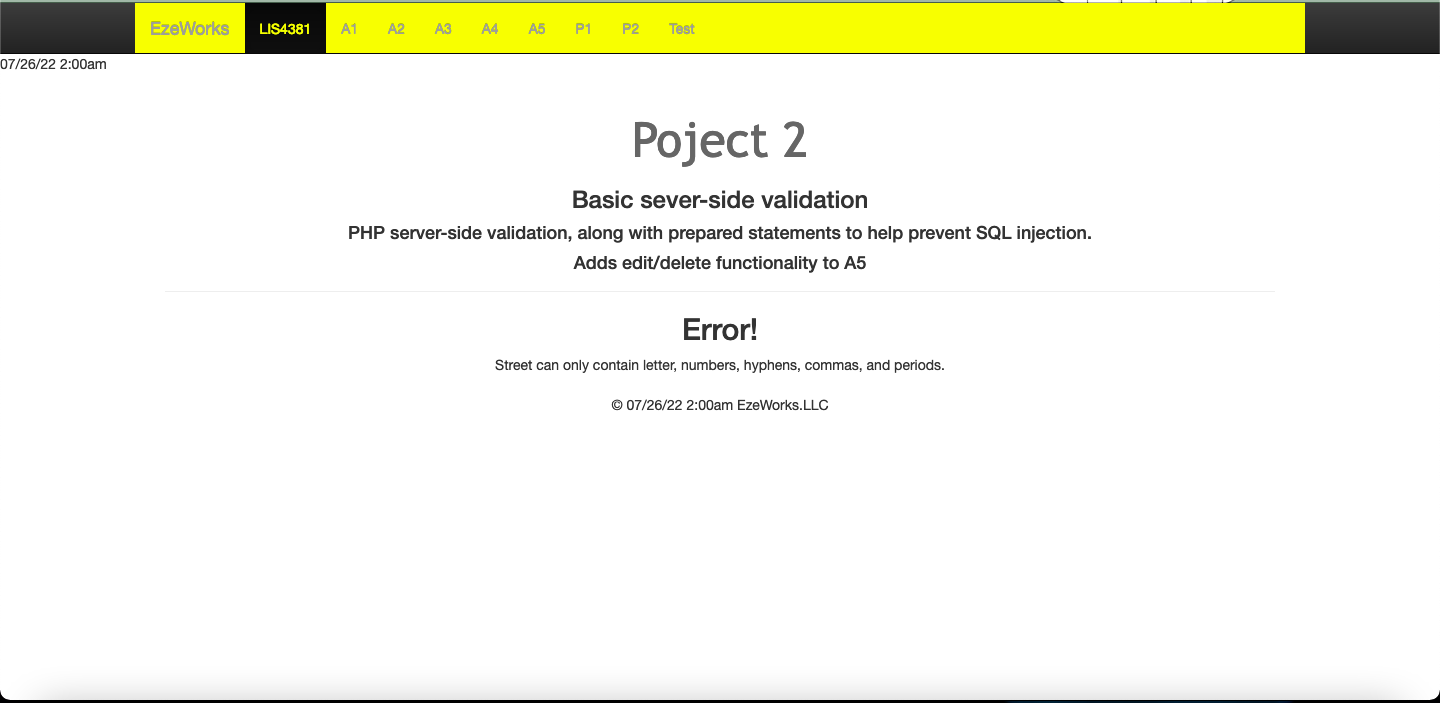 EzeWorks LIS4381 A1 A2 A3 A4 A5 P1 P2 Test
07/26/22 2:00am
Poject 2
Basic sever-side validation
PHP server-side validation, along with prepared statements to help prevent SQL injection.
Adds edit/delete functionality to A5
Error!
Street can only contain letter, numbers, hyphens, commas, and periods.
© 07/26/22 2:00am EzeWorks.LLC